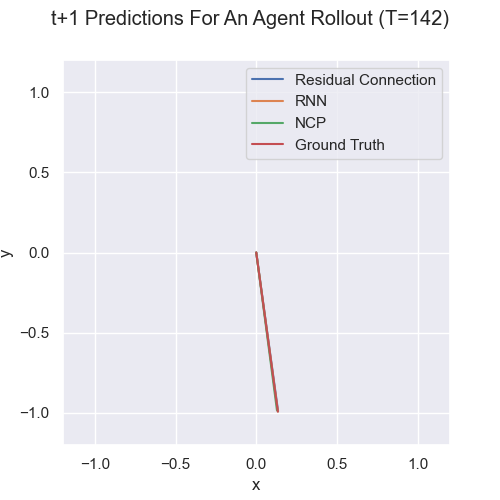 t+1 Predictions For An Agent Rollout (T=142)
Residual Connection
RNN
NCP
Ground Truth
1.0
0.5
0.0
−0.5
−1.0
y
−1.0 −0.5 0.0 0.5 1.0
x